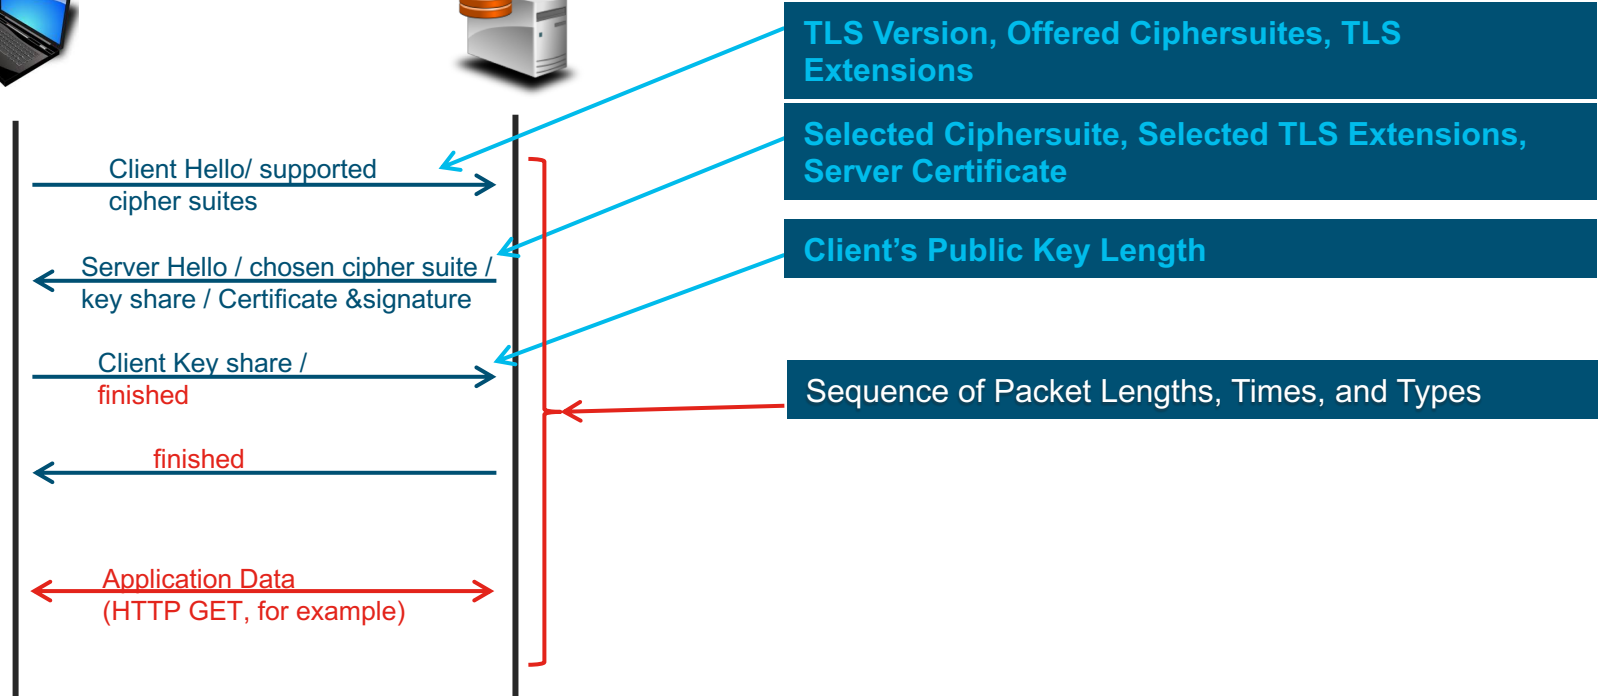 TLS Version, Offered Ciphersuites, TLS
Extensions
Selected Ciphersuite, Selected TLS Extensions,
Server Certificate
Client's Public Key Length
Sequence of Packet Lengths, Times, and Types
Client Hello/ supported
cipher suites
Server Hello / chosen cipher suite /
key share / Certificate &signature
Client Key share /
finished
finished
Application Data
(HTTP GET, for example)